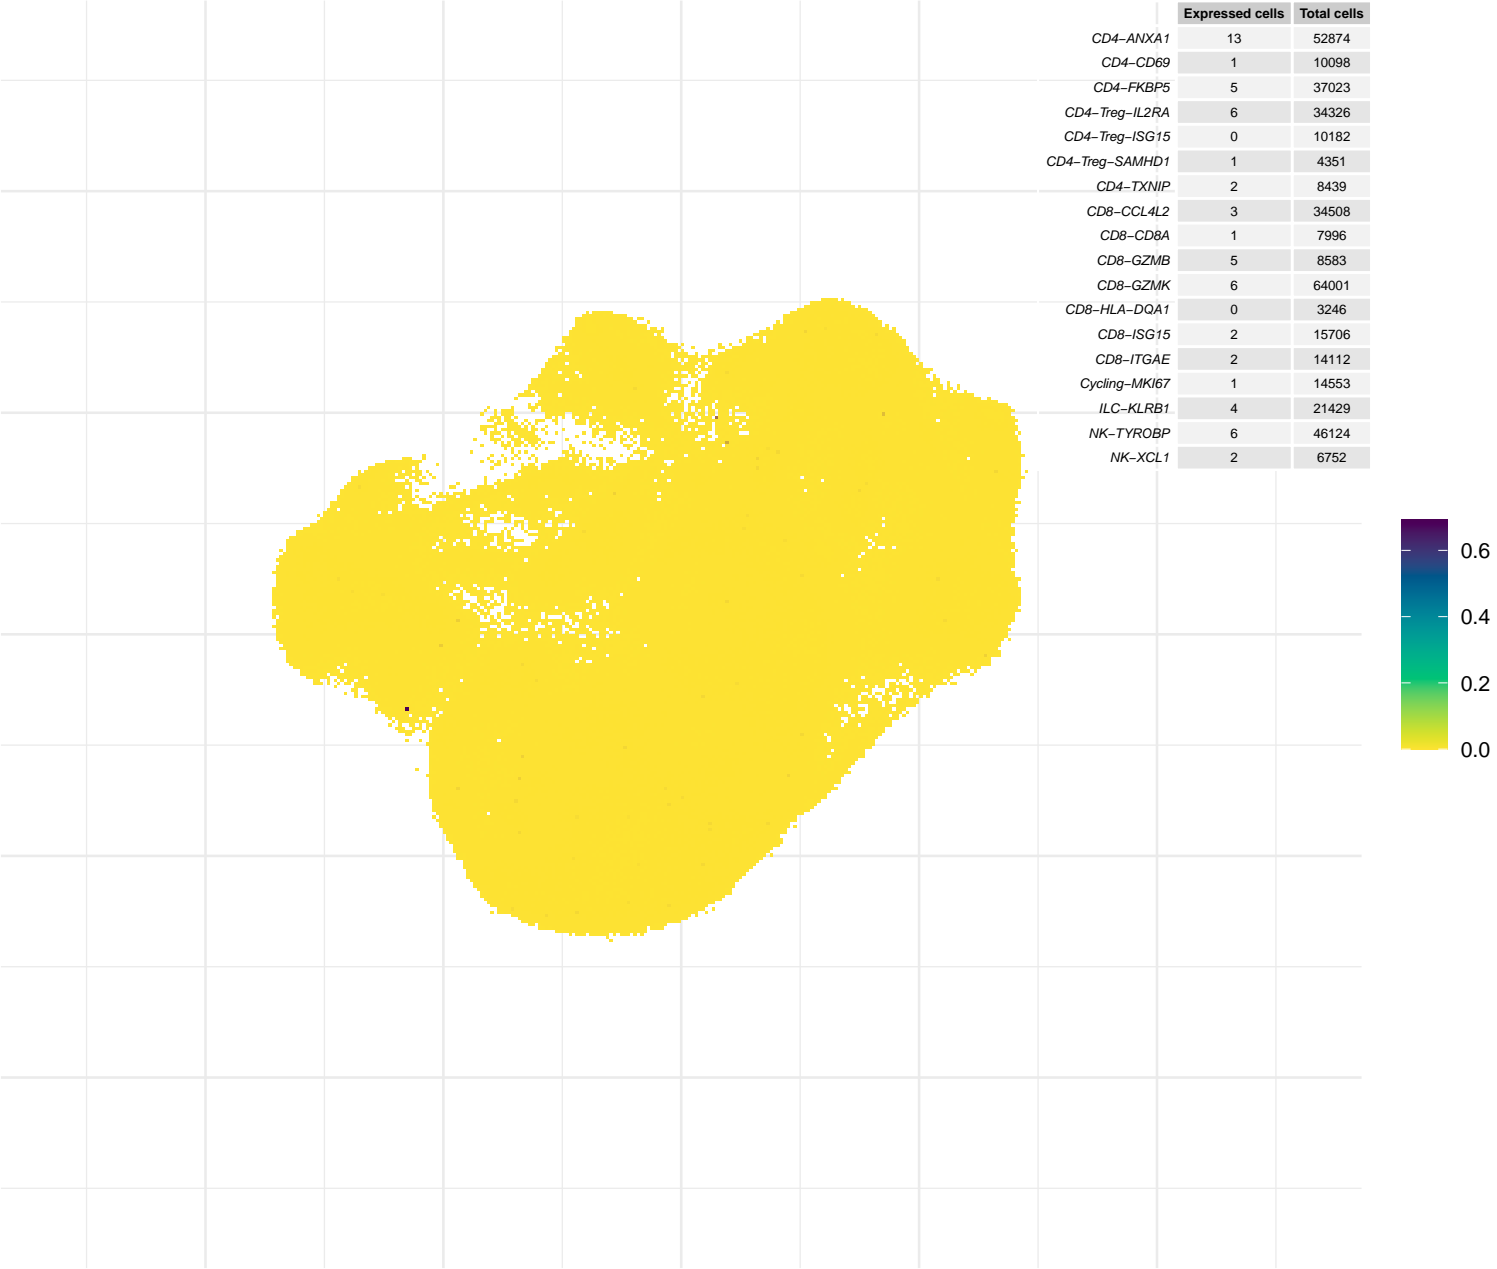 Expressed cells Total cells
CD4−ANXA1 13 52874
CD4−CD69 1 10098
CD4−FKBP5 5 37023
CD4−Treg−IL2RA 6 34326
CD4−Treg−ISG15 0 10182
CD4−Treg−SAMHD1 1 4351
CD4−TXNIP 2 8439
CD8−CCL4L2 3 34508
CD8−CD8A 1 7996
CD8−GZMB 5 8583
CD8−GZMK 6 64001
CD8−HLA−DQA1 0 3246
CD8−ISG15 2 15706
CD8−ITGAE 2 14112
Cycling−MKI67 1 14553
ILC−KLRB1 4 21429
NK−TYROBP 6 46124
NK−XCL1 2 6752
0.6
0.4
0.2
0.0